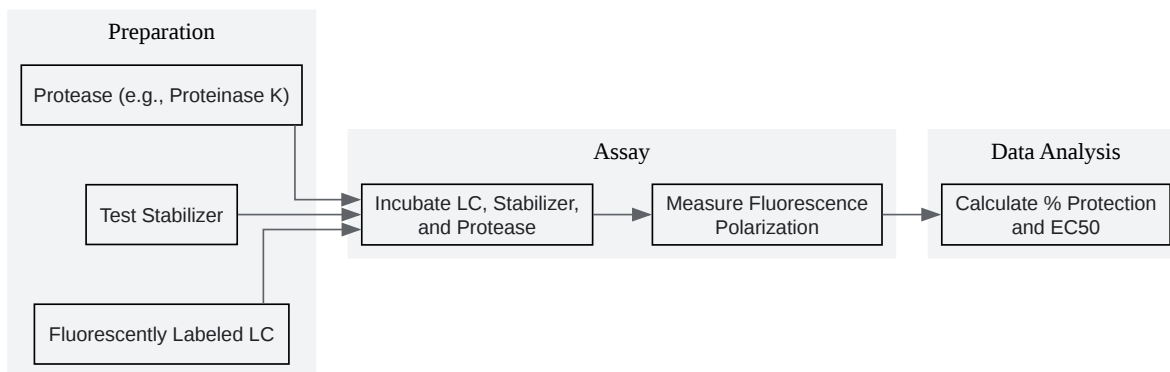 Preparation
Protease (e.g., Proteinase K)
Test Stabilizer
Fluorescently Labeled LC
Assay
Incubate LC, Stabilizer,
and Protease
Measure Fluorescence
Polarization
Data Analysis
Calculate % Protection
and EC50